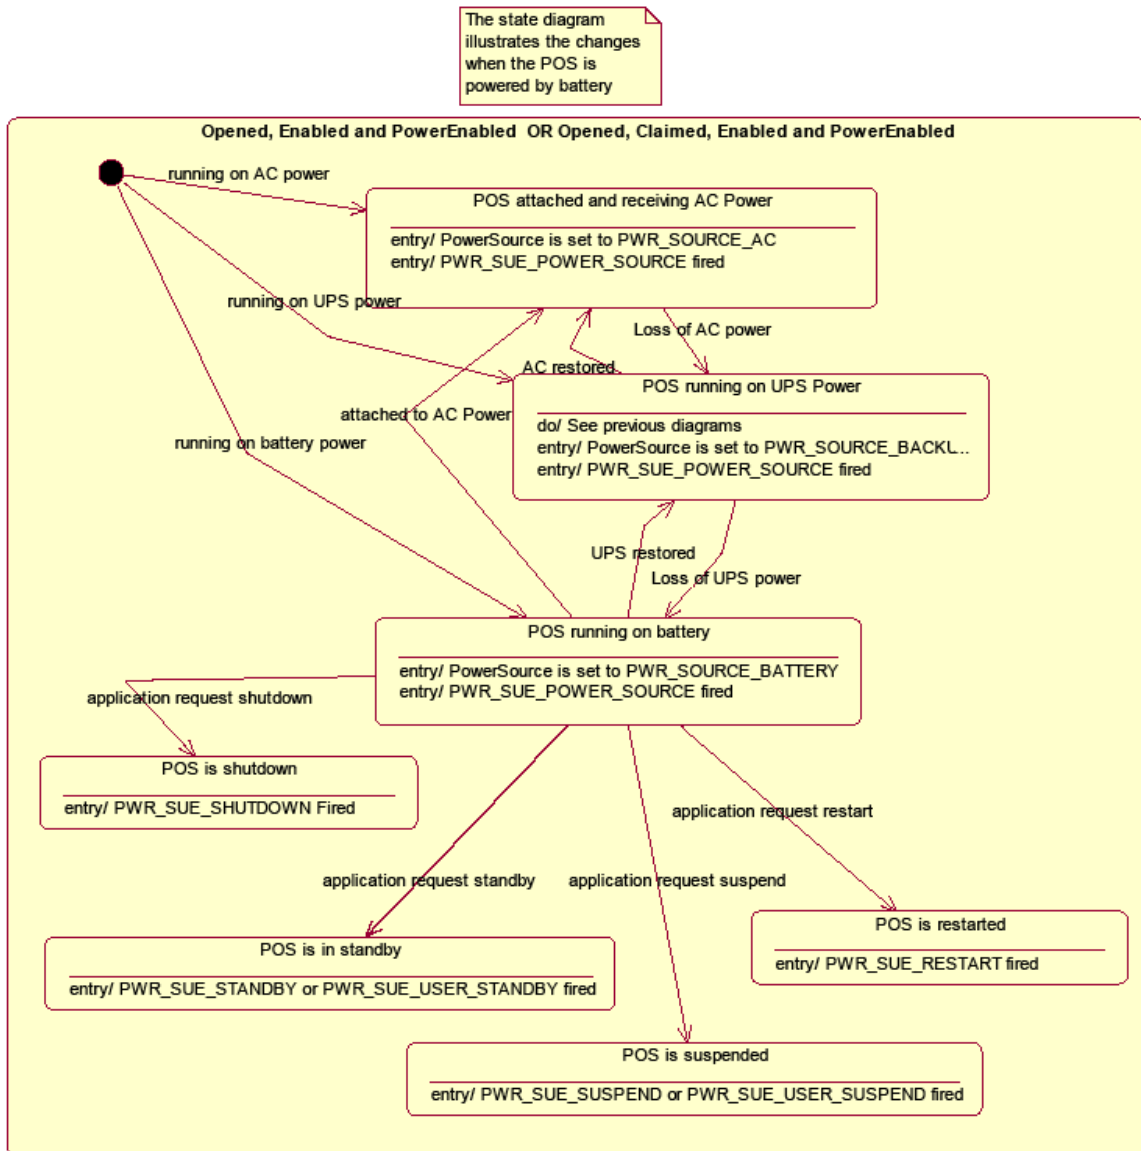 The state diagram
illustrates the changes
when the POS is
powered by battery
Opened, Enabled and PowerEnabled OR Opened, Claimed, Enabled and PowerEnabled
running on AC power
POS attached and receiving AC Power
entry/ PowerSource is set to PWR_SOURCE_AC
entry/ PWR_SUE_POWER_SOURCE fired
running on UPS power
Loss of AC power
AC restored
POS running on UPS Power
attached to AC Power
do/ See previous diagrams
running on battery power
entry/ PowerSource is set to PWR_SOURCE_BACKU...
entry/ PWR_SUE_POWER_SOURCE fired
UPS restored
Loss of UPS power
POS running on battery
entry/ PowerSource is set to PWR_SOURCE_BATTERY
entry/ PWR_SUE_POWER_SOURCE fired
application request shutdown
POS is shutdown
entry/ PWR_SUE_SHUTDOWN Fired
application request restart
application request standby
application request suspend
POS is restarted
entry/ PWR_SUE_RESTART fired
POS is in standby
entry/ PWR_SUE_STANDBY or PWR_SUE_USER_STANDBY fired
POS is suspended
entry/ PWR_SUE_SUSPEND or PWR_SUE_USER_SUSPEND fired